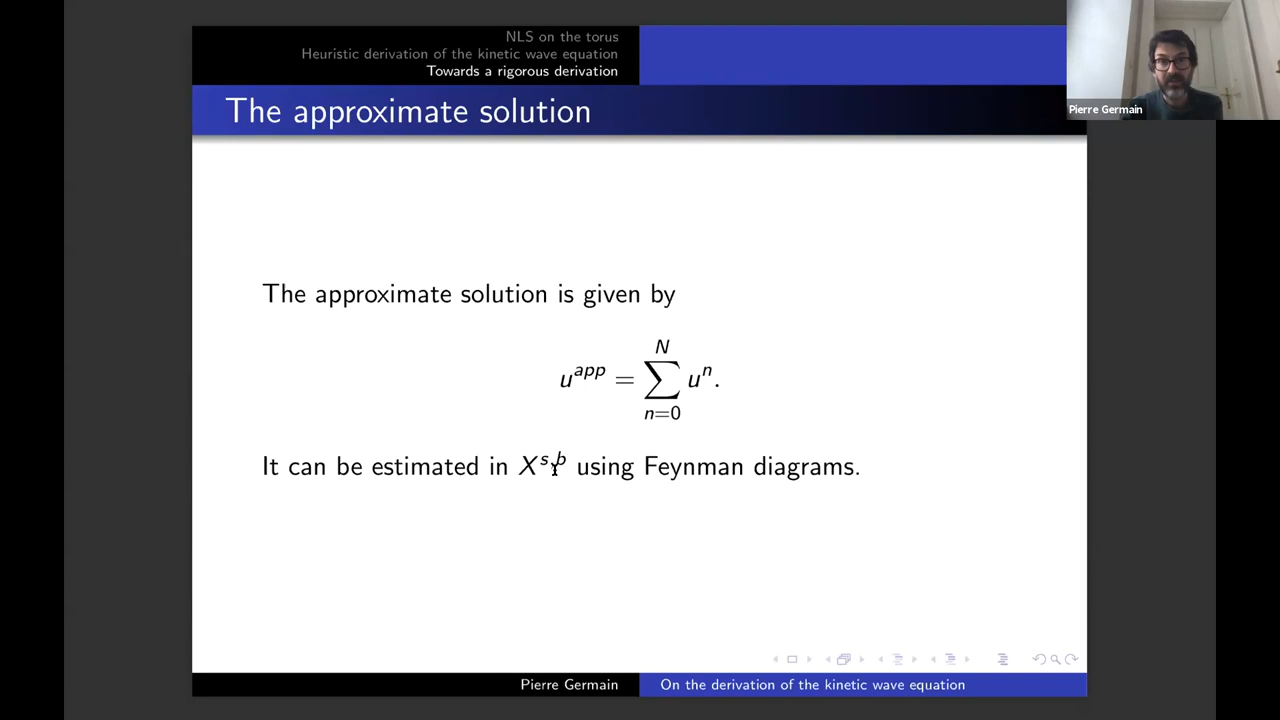 NLS on the torus
Heuristic derivation of the kinetic wave equation
Towards a rigorous derivation
The approximate solution
Pierre Germain
The approximate solution is given by
u^{app} = \sum_{n=0}^{N} u^n.
It can be estimated in X^{s,b} using Feynman diagrams.
Pierre Germain
On the derivation of the kinetic wave equation